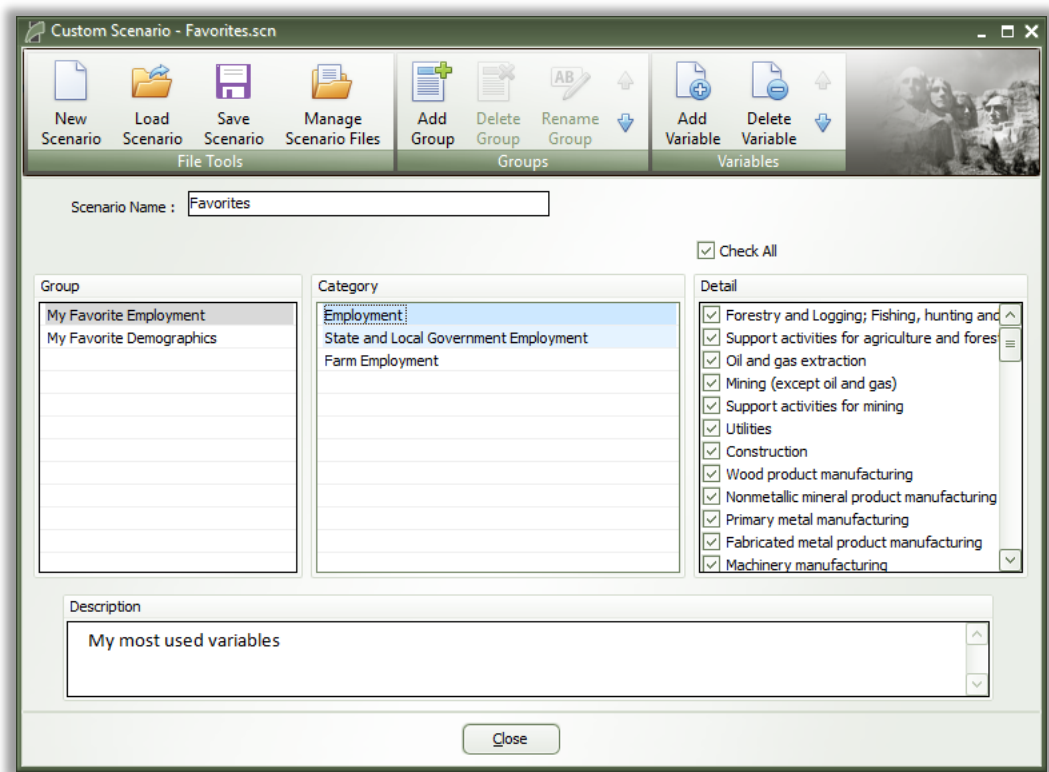 Custom Scenario - Favorites.scn
New Scenario
Load Scenario
Save Scenario
Manage Scenario Files
File Tools
Add Group
Delete Group
Rename Group
Groups
Add Variable
Delete Variable
Variables
Scenario Name :
Favorites
Check All
Group
My Favorite Employment
My Favorite Demographics
Category
Employment
State and Local Government Employment
Farm Employment
Detail
Forestry and Logging; Fishing, hunting and
Support activities for agriculture and forest
Oil and gas extraction
Mining (except oil and gas)
Support activities for mining
Utilities
Construction
Wood product manufacturing
Nonmetallic mineral product manufacturing
Primary metal manufacturing
Fabricated metal product manufacturing
Machinery manufacturing
Description
My most used variables
Close